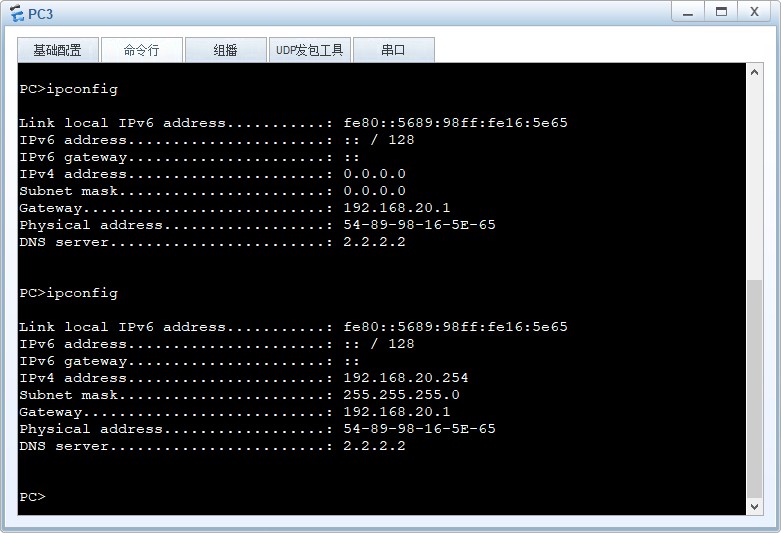 PC3
基础配置 命令行 组播 UDP发包工具 串口
PC>ipconfig
Link local IPv6 address...........: fe80::5689:98ff:fe16:5e65
IPv6 address......................: :: / 128
IPv6 gateway......................: ::
IPv4 address......................: 0.0.0.0
Subnet mask.......................: 0.0.0.0
Gateway...........................: 192.168.20.1
Physical address..................: 54-89-98-16-5E-65
DNS server........................: 2.2.2.2
PC>ipconfig
Link local IPv6 address...........: fe80::5689:98ff:fe16:5e65
IPv6 address......................: :: / 128
IPv6 gateway......................: ::
IPv4 address......................: 192.168.20.254
Subnet mask.......................: 255.255.255.0
Gateway...........................: 192.168.20.1
Physical address..................: 54-89-98-16-5E-65
DNS server........................: 2.2.2.2
PC>